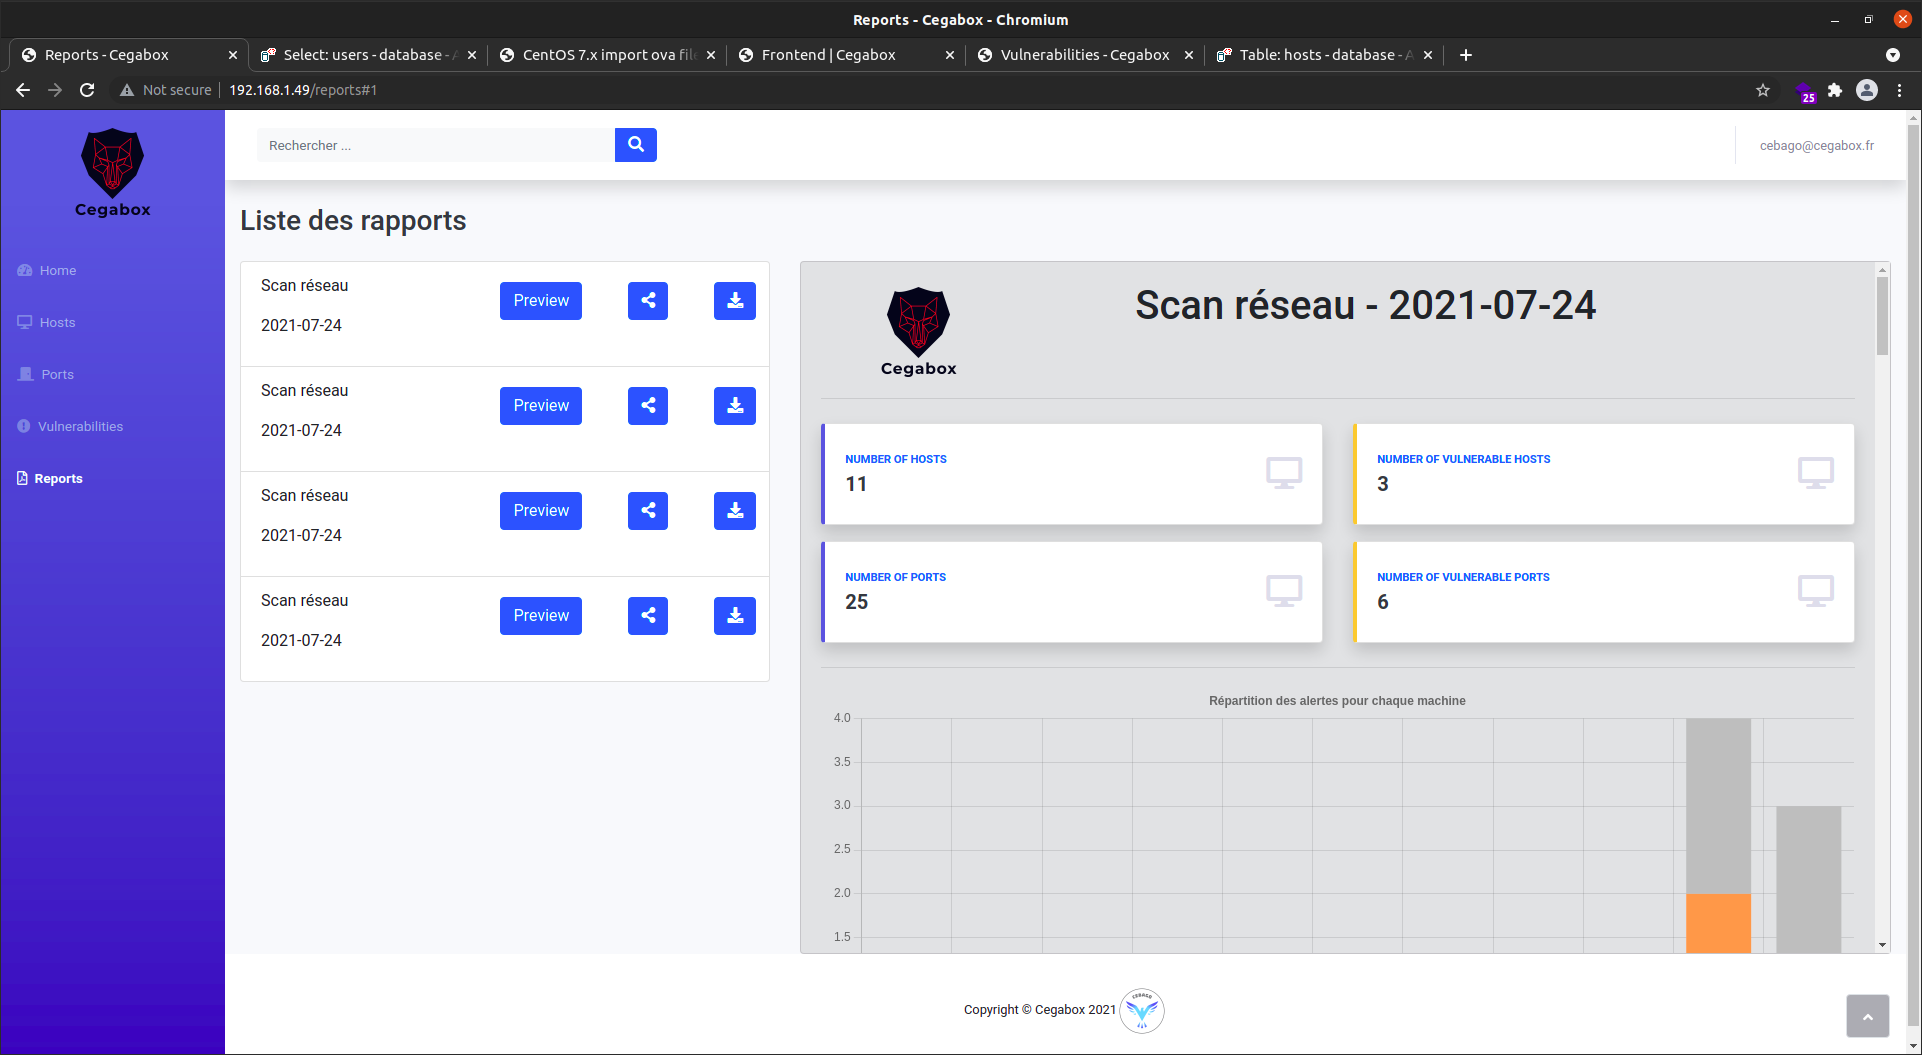 Reports - Cegabox - Chromium
Reports - Cegabox
Select: users - database - A
CentOS 7.x import ova file
Frontend | Cegabox
Vulnerabilities - Cegabox
Table: hosts - database - A
Not secure
192.168.1.49/reports#1
25
Cegabox
Home
Hosts
Ports
Vulnerabilities
Reports
Rechercher ...
cebago@cegabox.fr
Liste des rapports
Scan réseau
2021-07-24
Preview
Scan réseau
2021-07-24
Preview
Scan réseau
2021-07-24
Preview
Scan réseau
2021-07-24
Preview
Cegabox
Scan réseau - 2021-07-24
NUMBER OF HOSTS
11
NUMBER OF VULNERABLE HOSTS
3
NUMBER OF PORTS
25
NUMBER OF VULNERABLE PORTS
6
Répartition des alertes pour chaque machine
4.0
3.5
3.0
2.5
2.0
1.5
Copyright © Cegabox 2021
CEBAGO